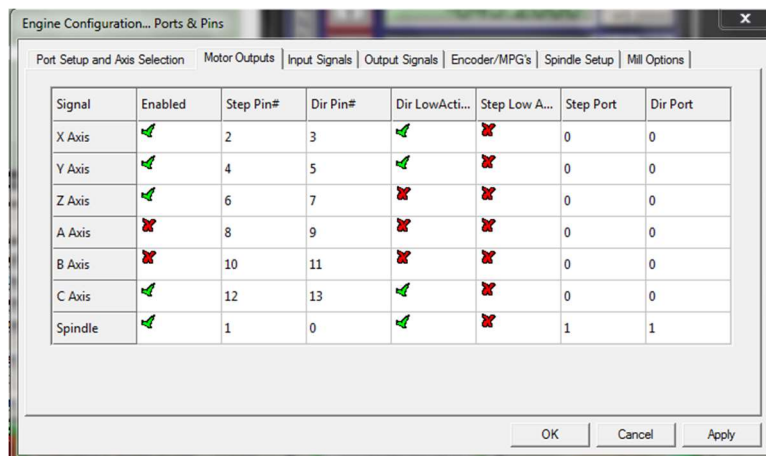 Engine Configuration... Ports & Pins
x
Port Setup and Axis Selection Motor Outputs Input Signals Output Signals Encoder/MPG's Spindle Setup Mill Options
Signal Enabled Step Pin# Dir Pin# Dir LowActi... Step Low A... Step Port Dir Port
X Axis 2 3 0 0
Y Axis 4 5 0 0
Z Axis 6 7 0 0
A Axis 8 9 0 0
B Axis 10 11 0 0
C Axis 12 13 0 0
Spindle 1 0 1 1
OK Cancel Apply